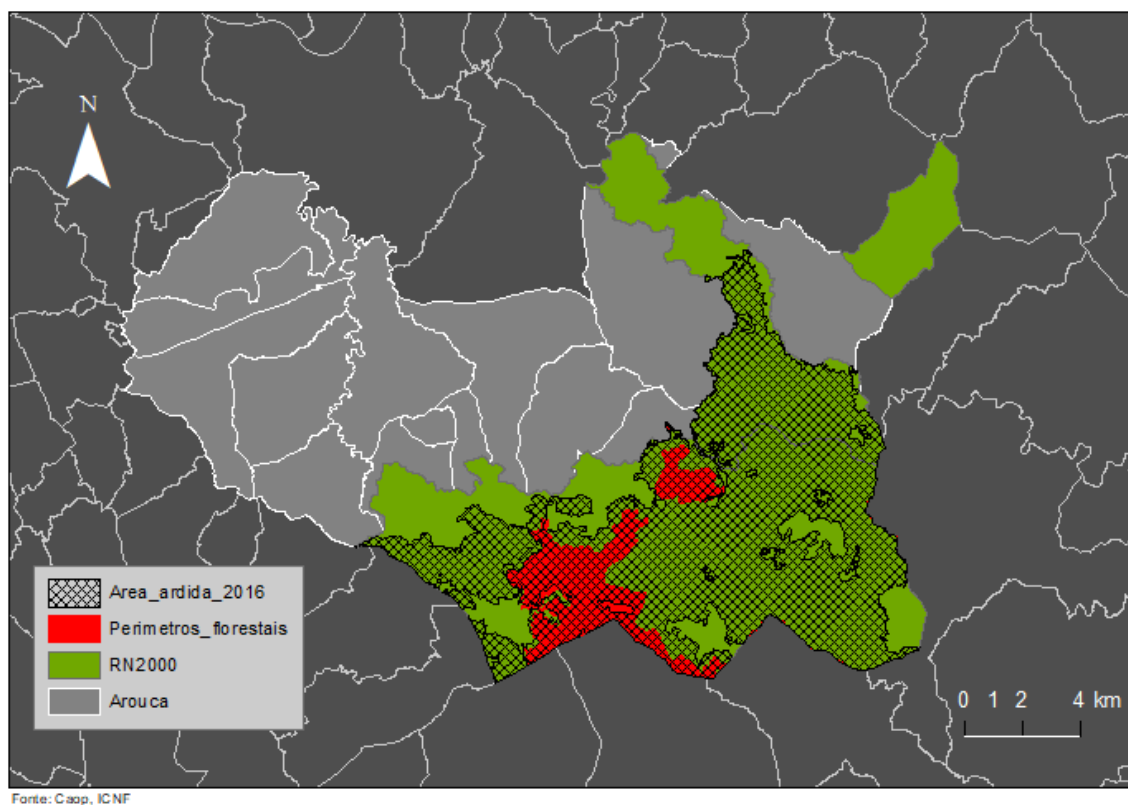 N
Area_ardida_2016
Perimetros_florestais
RN2000
Arouca
0 1 2 4 km
Fonte: Caop, ICNF